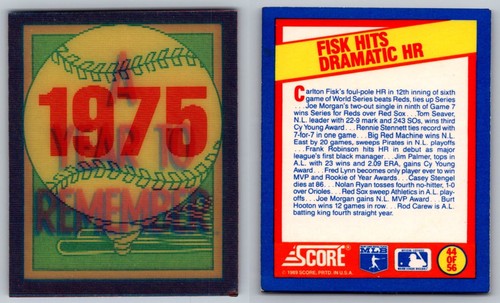 A
1975
YEAR TO
REMEMBER
FISK HITS
DRAMATIC HR
Carlton Fisk's foul-pole HR in 12th inning of sixth
game of World Series beats Reds, ties up Series
...Joe Morgan's two-out single in ninth of Game 7
wins Series for Reds over Red Sox...Tom Seaver,
N.L. leader with 22-9 mark and 243 SOs, wins third
Cy Young Award...Rennie Stennett ties record with
7-for-7 in one game...Big Red Machine wins N.L.
East by 20 games, sweeps Pirates in N.L. playoffs
...Frank Robinson hits HR in debut as major
league's first black manager...Jim Palmer, tops in
A.L. with 23 wins and 2.09 ERA, gains Cy Young
Award...Fred Lynn becomes only player ever to win
MVP and Rookie of Year Awards...Casey Stengel
dies at 86...Nolan Ryan tosses fourth no-hitter, 1-0
over Orioles...Red Sox sweep Athletics in A.L. play-
offs...Joe Morgan gains N.L. MVP Award...Burt
Hooton wins 12 games in row...Rod Carew is A.L.
batting king fourth straight year.
SCORE
© 1989 SCORE, PRTD. IN U.S.A.
MLB
44
OF
56